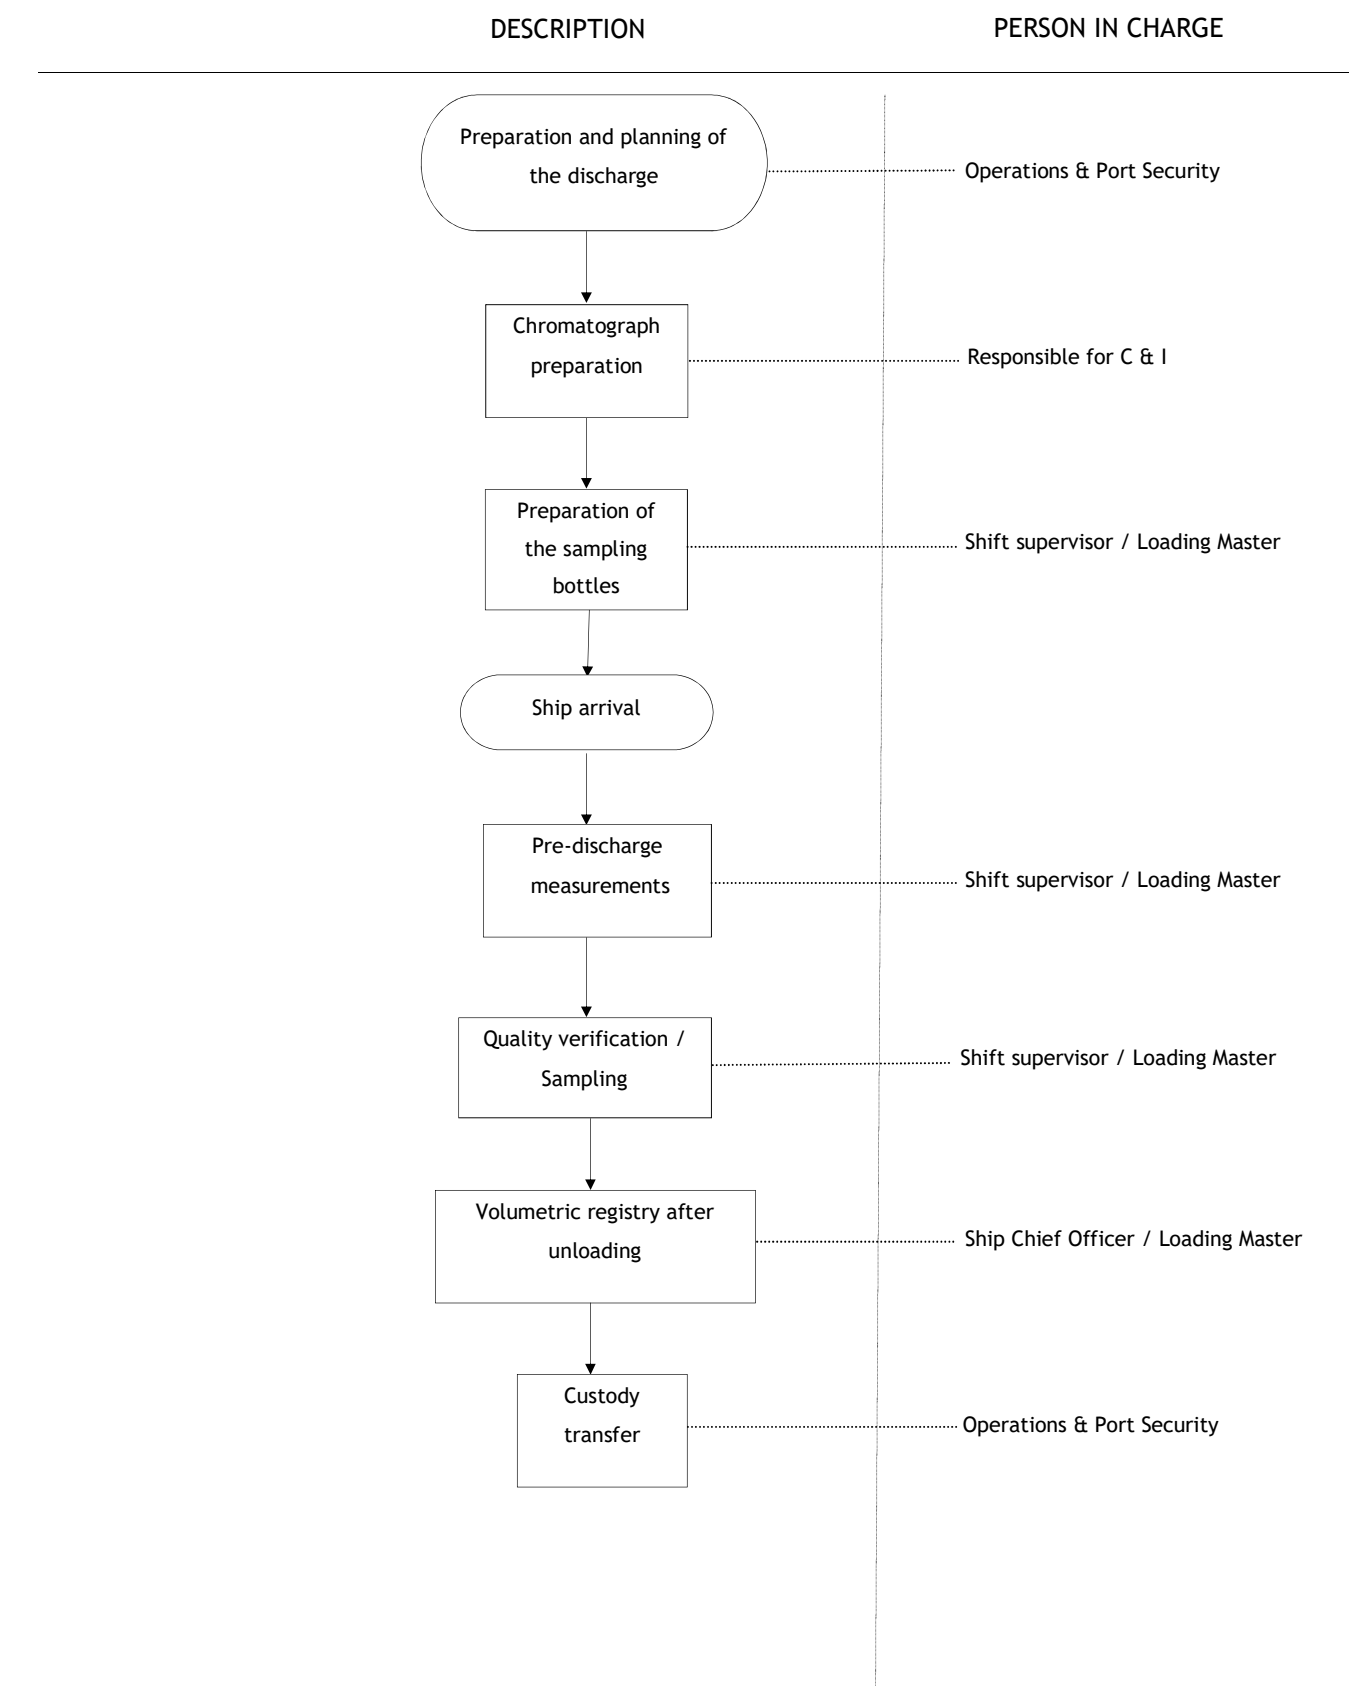 DESCRIPTION
PERSON IN CHARGE
Preparation and planning of
the discharge
Operations & Port Security
Chromatograph
preparation
Responsible for C & I
Preparation of
the sampling
bottles
Shift supervisor / Loading Master
Ship arrival
Pre-discharge
measurements
Shift supervisor / Loading Master
Quality verification /
Sampling
Shift supervisor / Loading Master
Volumetric registry after
unloading
Ship Chief Officer / Loading Master
Custody
transfer
Operations & Port Security